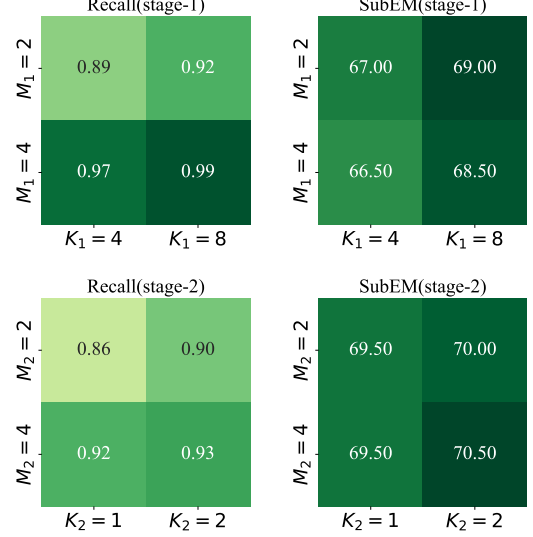 Recall(stage-1)
SubEM(stage-1)
M₁ = 2
0.89
0.92
M₁ = 2
67.00
69.00
M₁ = 4
0.97
0.99
M₁ = 4
66.50
68.50
K₁ = 4
K₁ = 8
K₁ = 4
K₁ = 8
Recall(stage-2)
SubEM(stage-2)
M₂ = 2
0.86
0.90
M₂ = 2
69.50
70.00
M₂ = 4
0.92
0.93
M₂ = 4
69.50
70.50
K₂ = 1
K₂ = 2
K₂ = 1
K₂ = 2